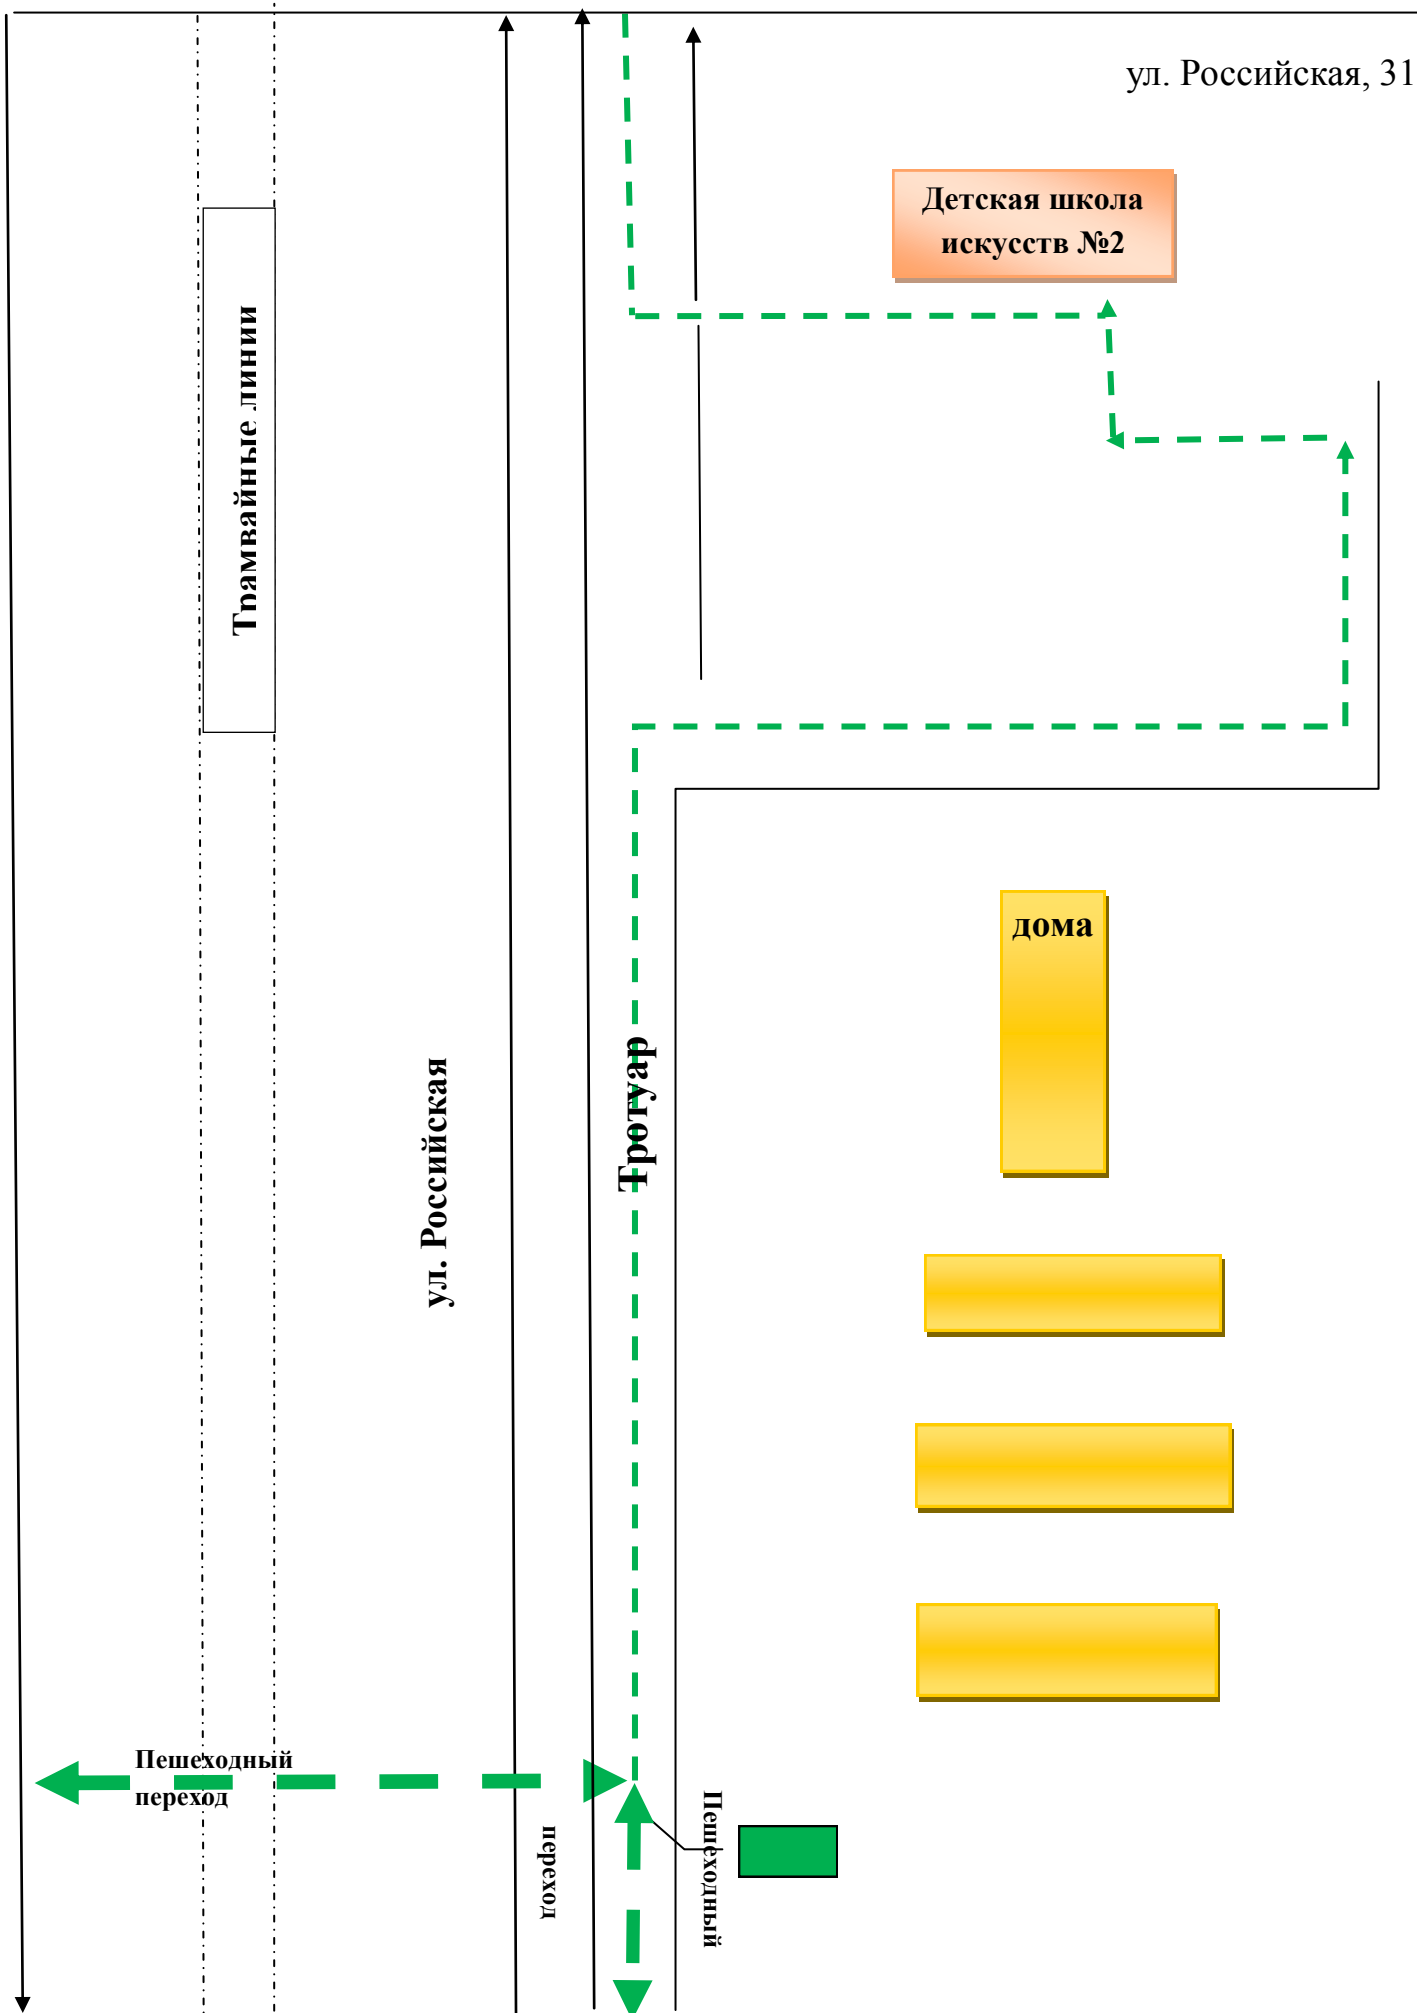 ул. Российская, 31
Детская школа
искусств №2
Трамвайные линии
дома
Тротуар
ул. Российская
Пешеходный
переход
Пешеходный
переход